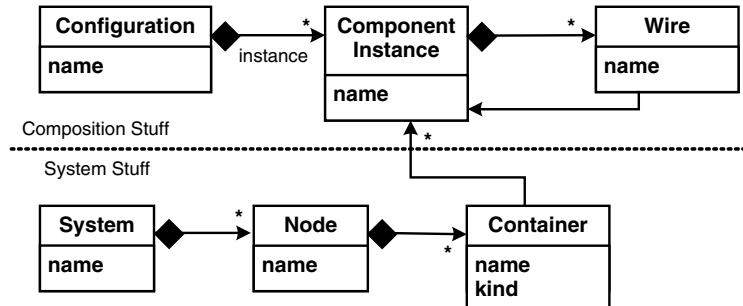 Configuration
name
instance
*
Component
Instance
name
*
Wire
name
Composition Stuff
*
System Stuff
System
name
*
Node
name
*
Container
name
kind